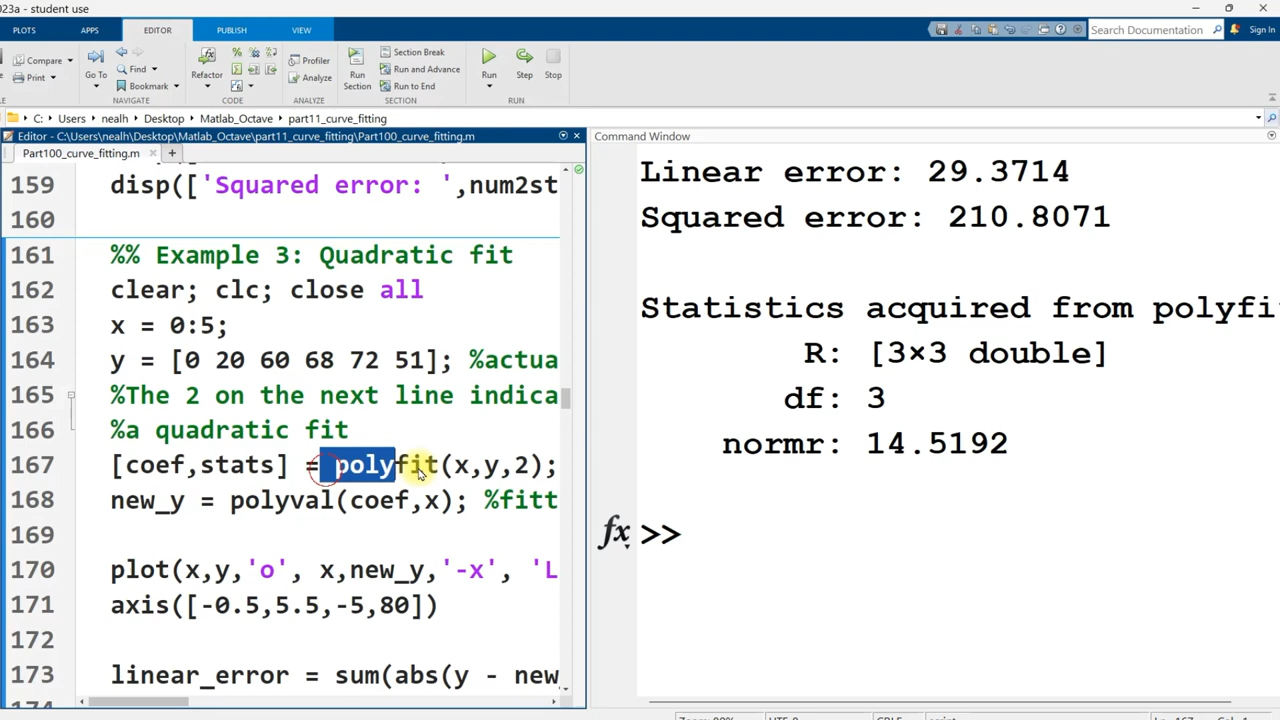 023a - student use
PLOTS APPS EDITOR PUBLISH VIEW
Search Documentation Sign In
Compare Print
Go To Find Bookmark
NAVIGATE
Refactor
CODE
Profiler Analyze
ANALYZE
Run Section
Section Break
Run and Advance
Run to End
SECTION
Run Step Stop
RUN
C: Users nealh Desktop Matlab_Octave part11_curve_fitting
Editor - C:\Users\nealh\Desktop\Matlab_Octave\part11_curve_fitting\Part100_curve_fitting.m
Part100_curve_fitting.m × +
159 disp(['Squared error: ',num2st
160
161 %% Example 3: Quadratic fit
162 clear; clc; close all
163 x = 0:5;
164 y = [0 20 60 68 72 51]; %actua
165 %The 2 on the next line indica
166 %a quadratic fit
167 [coef,stats] = polyfit(x,y,2);
168 new_y = polyval(coef,x); %fitt
169
170 plot(x,y,'o', x,new_y,'-x', 'L
171 axis([-0.5,5.5,-5,80])
172
173 linear_error = sum(abs(y - new
Command Window
Linear error: 29.3714
Squared error: 210.8071
Statistics acquired from polyfi
R: [3×3 double]
df: 3
normr: 14.5192
fx >>